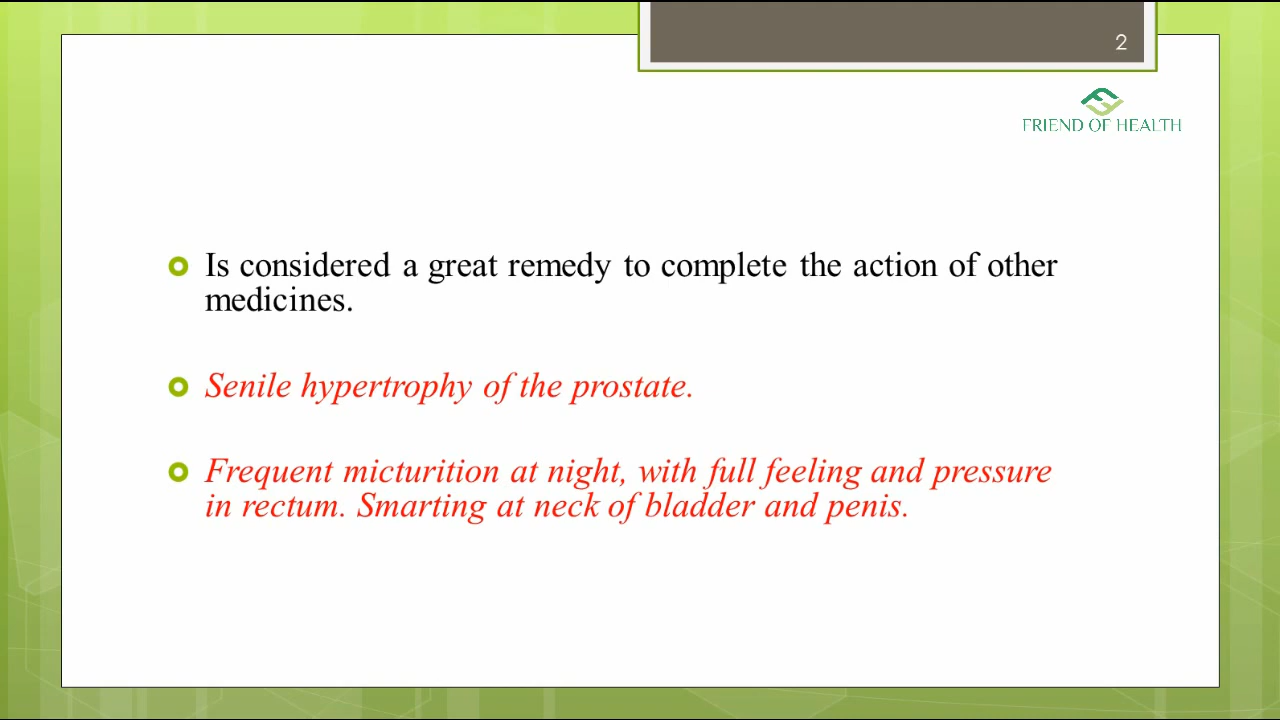 2
FRIEND OF HEALTH
Is considered a great remedy to complete the action of other
medicines.
Senile hypertrophy of the prostate.
Frequent micturition at night, with full feeling and pressure
in rectum. Smarting at neck of bladder and penis.